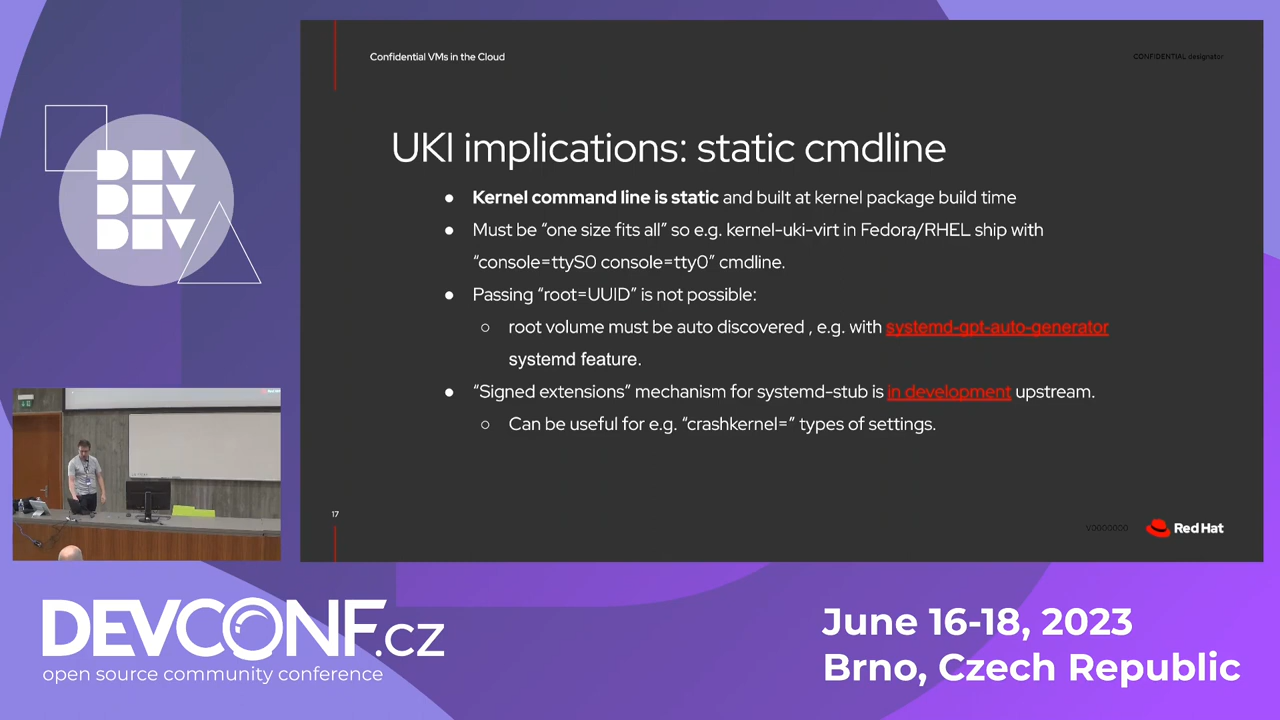 Confidential VMs in the Cloud
CONFIDENTIAL designator
UKI implications: static cmdline
● Kernel command line is static and built at kernel package build time
● Must be “one size fits all” so e.g. kernel-uki-virt in Fedora/RHEL ship with
“console=ttyS0 console=tty0” cmdline.
● Passing “root=UUID” is not possible:
○ root volume must be auto discovered , e.g. with systemd-gpt-auto-generator
systemd feature.
● “Signed extensions” mechanism for systemd-stub is in development upstream.
○ Can be useful for e.g. “crashkernel=” types of settings.
17
V0000000
Red Hat
DEV
DEV
DEV
DEVCONF.cz
open source community conference
June 16-18, 2023
Brno, Czech Republic